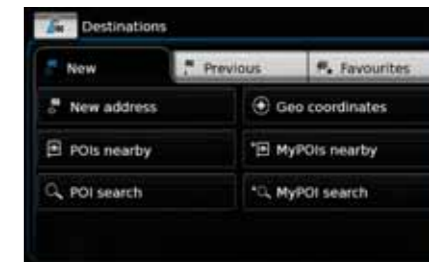 Destinations
New Previous Favourites
New address Geo coordinates
POIs nearby MyPOIs nearby
POI search MyPOI search